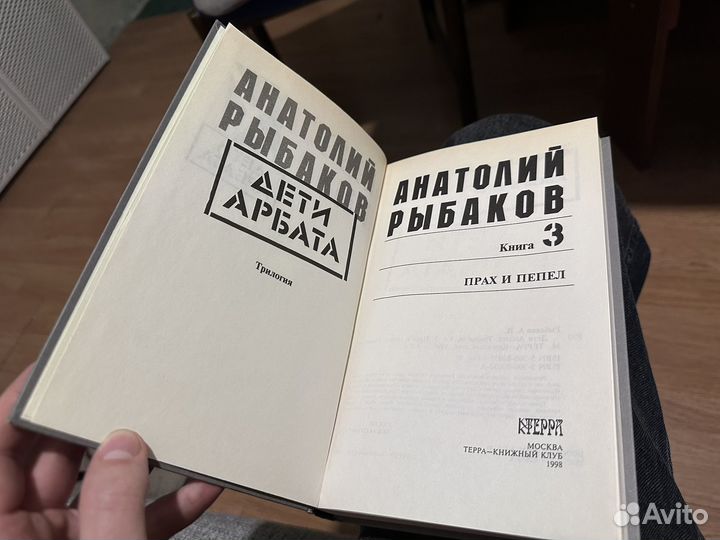 АНАТОЛИЙ
РЫБАКОВ
ДЕТИ
АРБАТА
Трилогия
АНАТОЛИЙ
РЫБАКОВ
Книга 3
ПРАХ И ПЕПЕЛ
ТЕРРА
МОСКВА
ТЕРРА—КНИЖНЫЙ КЛУБ
1998
Avito